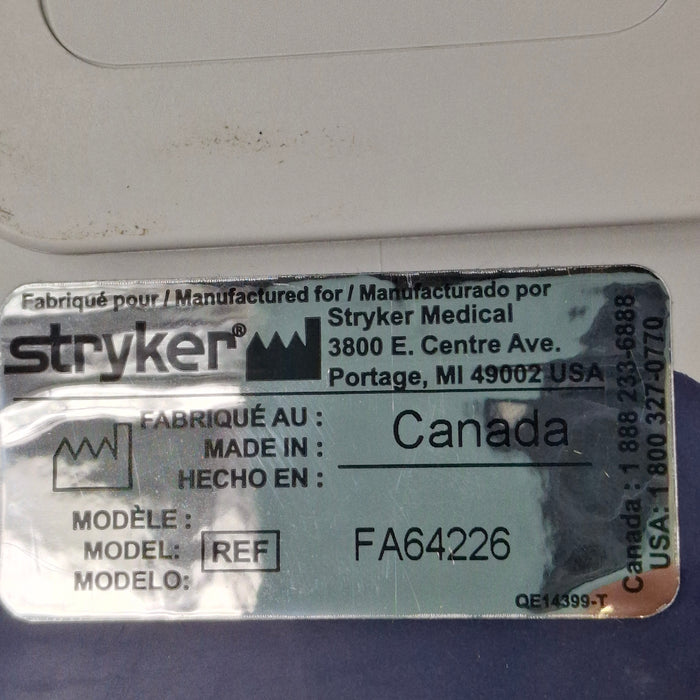 Fabriqué pour / Manufactured for / Manufacturado por
stryker®
Stryker Medical
3800 E. Centre Ave.
Portage, MI 49002 USA
FABRIQUÉ AU :
MADE IN :
HECHO EN :
Canada
MODÈLE :
MODEL:
MODELO:
REF
FA64226
QE14399-T
Canada : 1 888 233-6888
USA: 1 800 327-0770